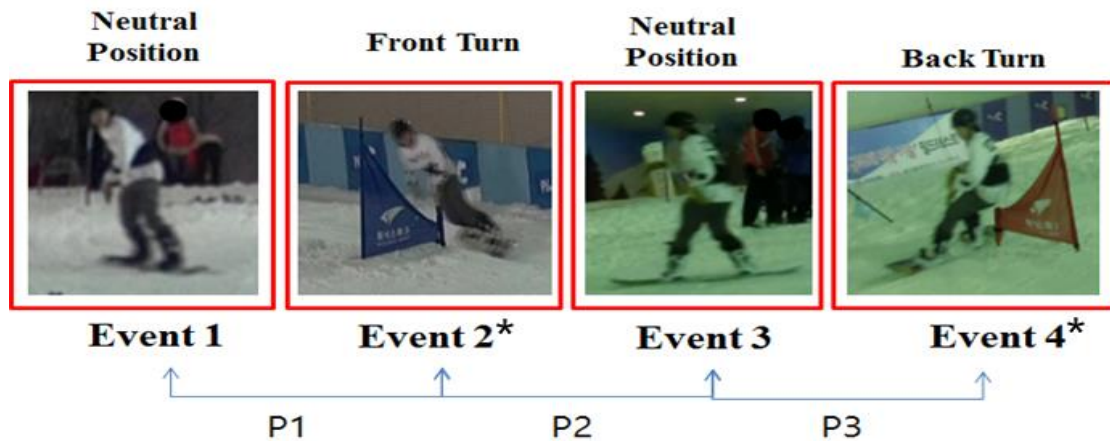 Neutral
Position
Front Turn
Neutral
Position
Back Turn
Event 1
Event 2*
Event 3
Event 4*
P1
P2
P3